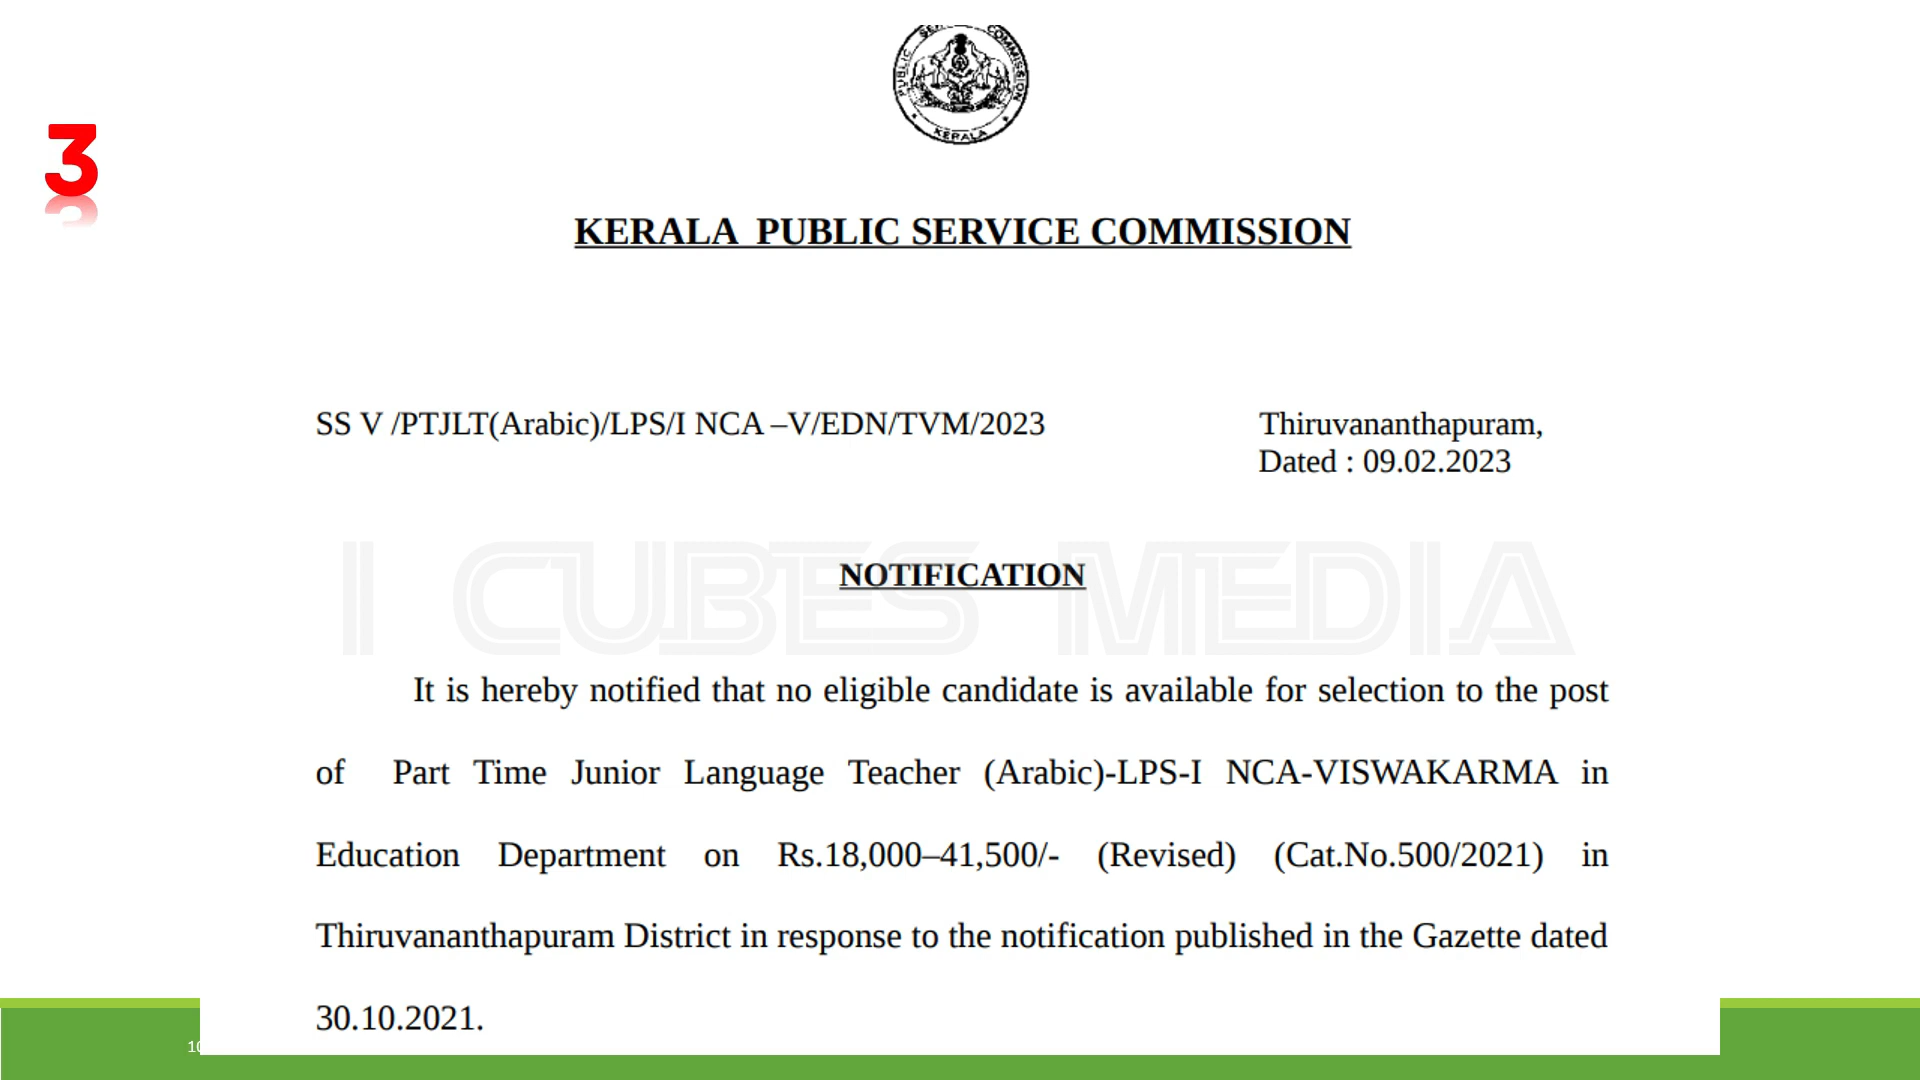 PUBLIC SERVICE COMMISSION
KERALA
3
KERALA PUBLIC SERVICE COMMISSION
SS V /PTJLT(Arabic)/LPS/I NCA –V/EDN/TVM/2023
Thiruvananthapuram,
Dated : 09.02.2023
I CUBES MEDIA
NOTIFICATION
It is hereby notified that no eligible candidate is available for selection to the post
of Part Time Junior Language Teacher (Arabic)-LPS-I NCA-VISWAKARMA in
Education Department on Rs.18,000–41,500/- (Revised) (Cat.No.500/2021) in
Thiruvananthapuram District in response to the notification published in the Gazette dated
30.10.2021.